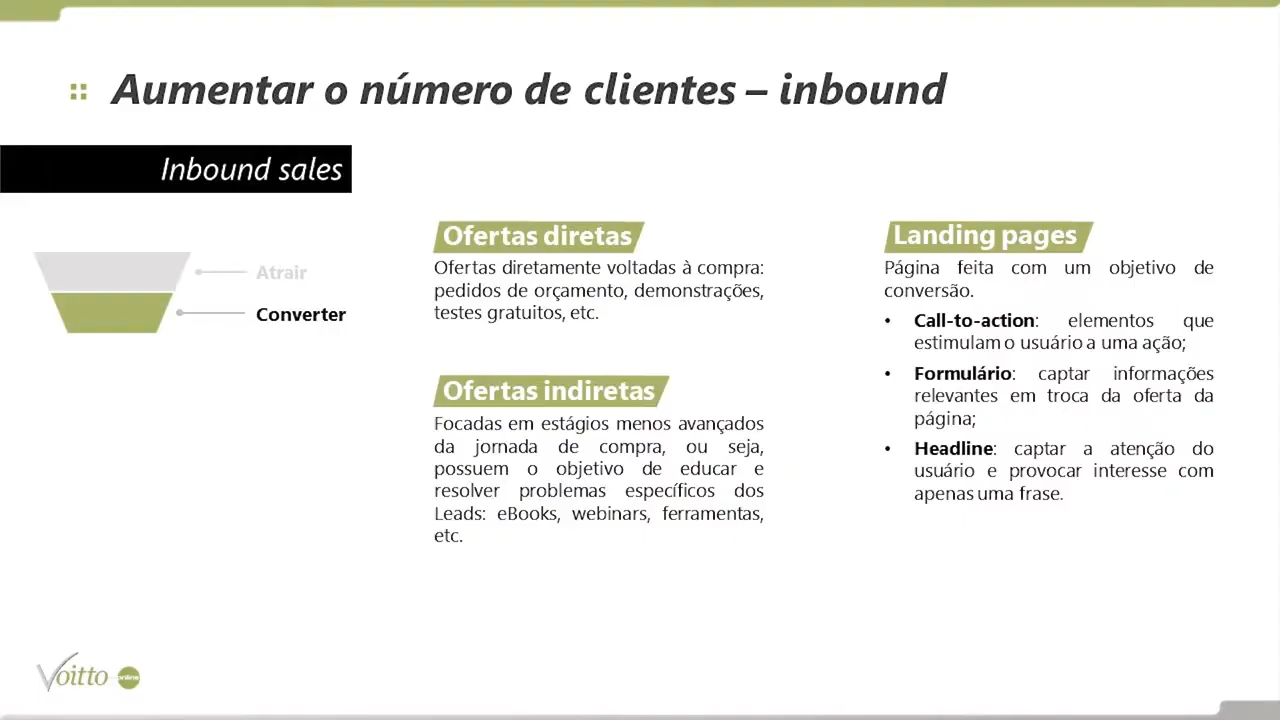 Aumentar o número de clientes – inbound
Inbound sales
Atrair
Converter
Ofertas diretas
Ofertas diretamente voltadas à compra:
pedidos de orçamento, demonstrações,
testes gratuitos, etc.
Ofertas indiretas
Focadas em estágios menos avançados
da jornada de compra, ou seja,
possuem o objetivo de educar e
resolver problemas específicos dos
Leads: eBooks, webinars, ferramentas,
etc.
Landing pages
Página feita com um objetivo de
conversão.
• Call-to-action: elementos que
estimulam o usuário a uma ação;
• Formulário: captar informações
relevantes em troca da oferta da
página;
• Headline: captar a atenção do
usuário e provocar interesse com
apenas uma frase.
Voitto online